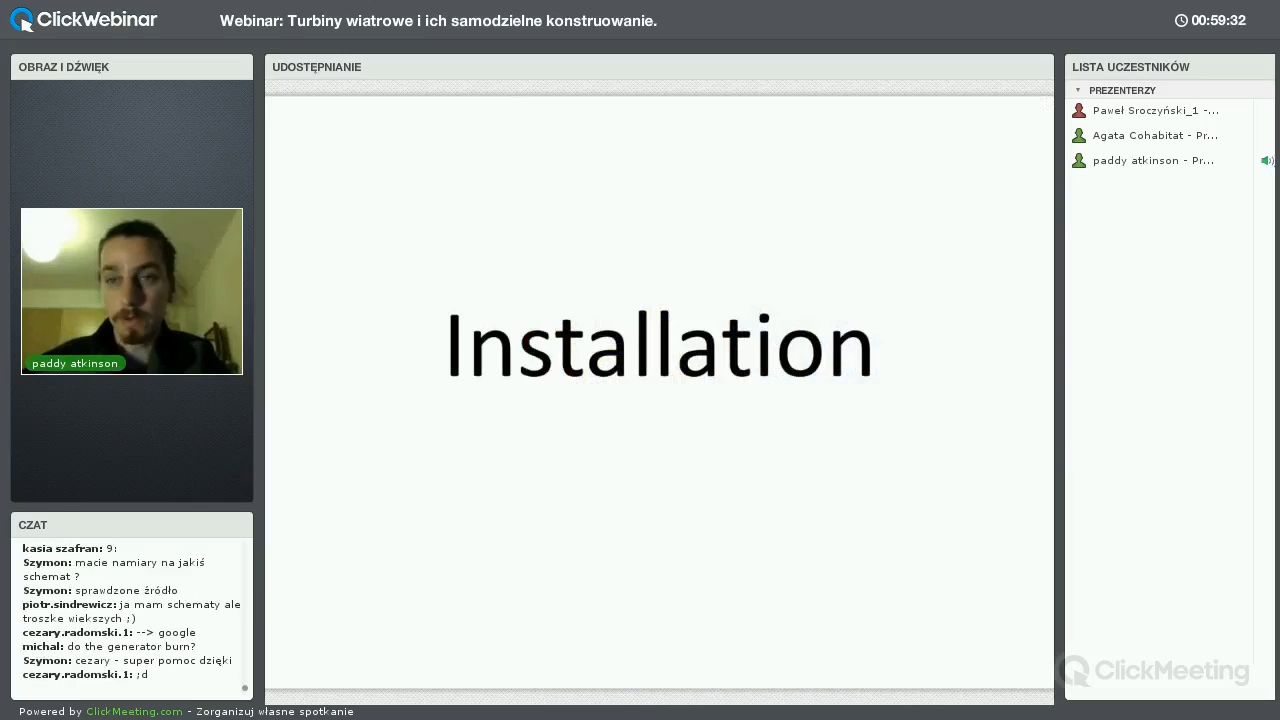 ClickWebinar
Webinar: Turbiny wiatrowe i ich samodzielne konstruowanie.
00:59:32
OBRAZ I DŹWIĘK
UDOSTĘPNIANIE
LISTA UCZESTNIKÓW
PREZENTERZY
Paweł Sroczyński_1 -...
Agata Cohabitat - Pr...
paddy atkinson - Pr...
paddy atkinson
Installation
CZAT
kasia szafran: 9:
Szymon: macie namiary na jakiś
schemat ?
Szymon: sprawdzone źródło
piotr.sindrewicz: ja mam schematy ale
troszke wiekszych ;)
cezary.radomski.1: --> google
michal: do the generator burn?
Szymon: cezary - super pomoc dzięki
cezary.radomski.1: ;d
ClickMeeting
Powered by ClickMeeting.com - Zorganizuj własne spotkanie